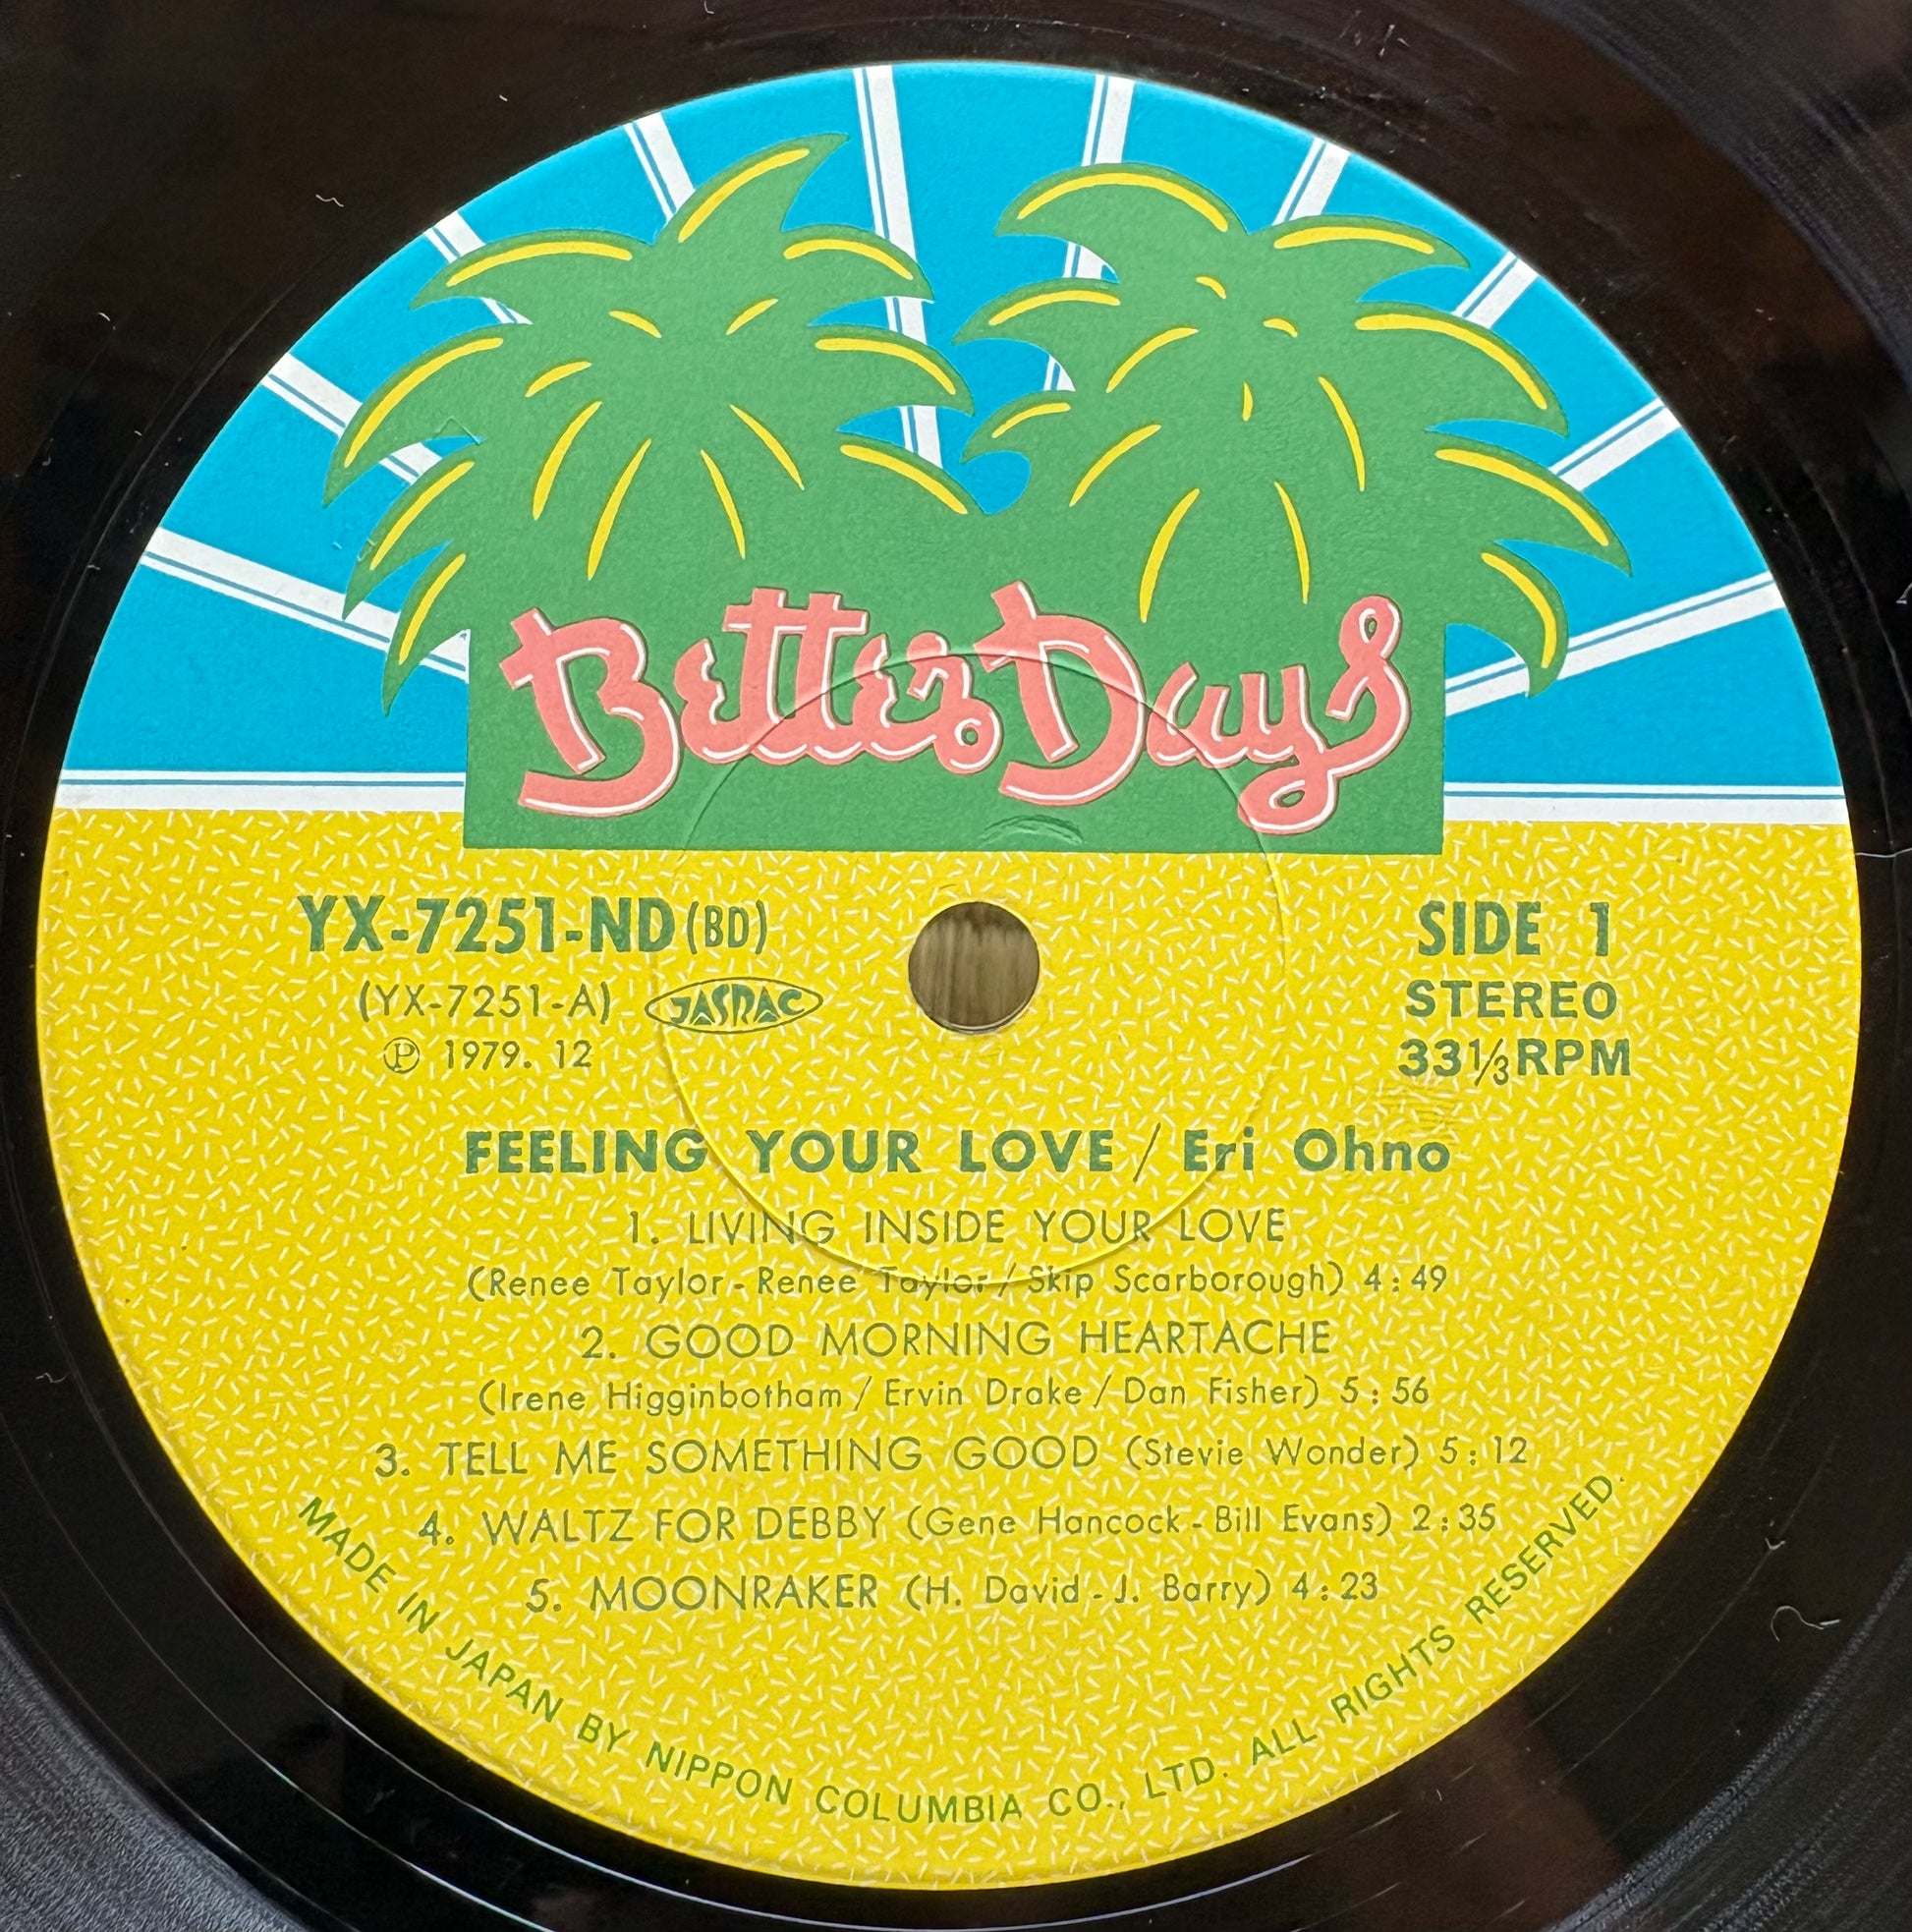 Better Days
YX-7251-ND(BD)
SIDE 1
(YX-7251-A)
JASRAC
STEREO
Ⓟ 1979. 12
33 1/3 RPM
FEELING YOUR LOVE / Eri Ohno
1. LIVING INSIDE YOUR LOVE
(Renee Taylor - Renee Taylor / Skip Scarborough) 4:49
2. GOOD MORNING HEARTACHE
(Irene Higginbotham / Ervin Drake / Dan Fisher) 5:56
3. TELL ME SOMETHING GOOD (Stevie Wonder) 5:12
4. WALTZ FOR DEBBY (Gene Hancock - Bill Evans) 2:35
5. MOONRAKER (H. David - J. Barry) 4:23
MADE IN JAPAN BY NIPPON COLUMBIA CO., LTD. ALL RIGHTS RESERVED.